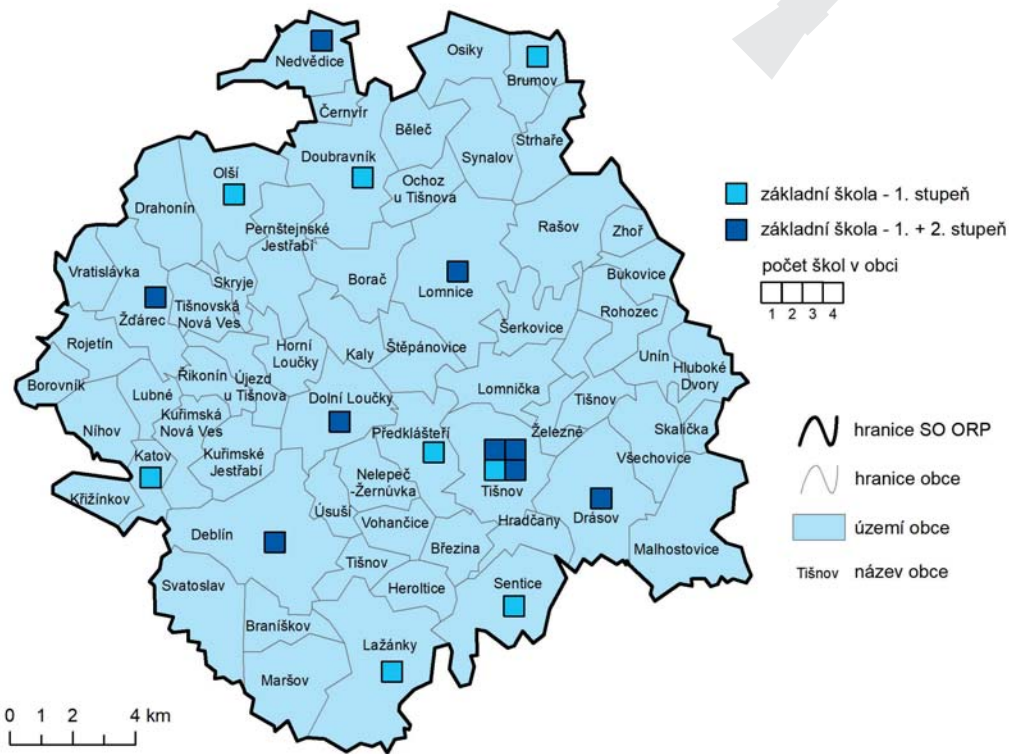 Nedvědice
Osiky
Brumov
Černvír
Běleč
Strhaře
Doubravník
Synalov
Olší
Ochoz
u Tišnova
Drahonín
Pernštejnské
Jestřabí
Rašov
Zhoř
Vratislávka
Skryje
Borač
Lomnice
Bukovice
Tišnovská
Nová Ves
Žďárec
Rohozec
Šerkovice
Rojetín
Horní
Loučky
Kaly
Štěpánovice
Unín
Hluboké
Dvory
Borovník
Řikonín
Újezd
u Tišnova
Lomnička
Lubné
Dolní Loučky
Tišnov
Kuřimská
Nová Ves
Níhov
Předklášteří
Železné
Skalička
Katov
Kuřimské
Jestřabí
Všechovice
Nelepeč
-Žernůvka
Křižínkov
Tišnov
Úsuší
Vohančice
Hradčany
Drásov
Deblín
Březina
Malhostovice
Tišnov
Svatoslav
Heroltice
Sentice
Braníškov
Lažánky
Maršov
základní škola - 1. stupeň
základní škola - 1. + 2. stupeň
počet škol v obci
1 2 3 4
hranice SO ORP
hranice obce
území obce
Tišnov název obce
0 1 2 4 km